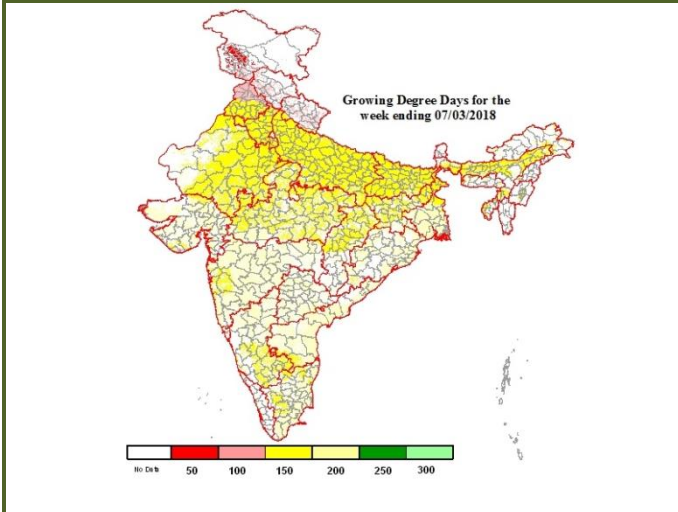 Growing Degree Days for the
week ending 07/03/2018
No Data 50 100 150 200 250 300